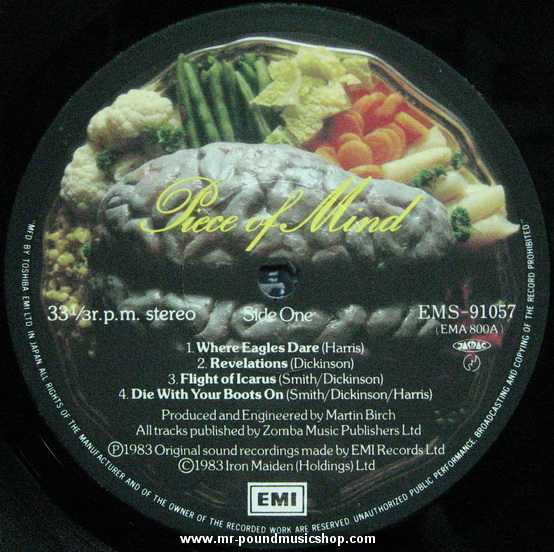 Piece of Mind
33⅓r.p.m. stereo
Side One
EMS-91057
(EMA 800A)
JASRAC
1. Where Eagles Dare (Harris)
2. Revelations (Dickinson)
3. Flight of Icarus (Smith/Dickinson)
4. Die With Your Boots On (Smith/Dickinson/Harris)
Produced and Engineered by Martin Birch
All tracks published by Zomba Music Publishers Ltd
Ⓟ1983 Original sound recordings made by EMI Records Ltd
©1983 Iron Maiden (Holdings) Ltd
EMI
"MFD BY TOSHIBA EMI LTD. IN JAPAN ALL RIGHTS OF THE MANUFACTURER AND OF THE OWNER OF THE RECORDED WORK ARE RESERVED. UNAUTHORIZED PUBLIC PERFORMANCE BROADCASTING AND COPYING OF THE RECORD PROHIBITED."
www.mr-poundmusicshop.com